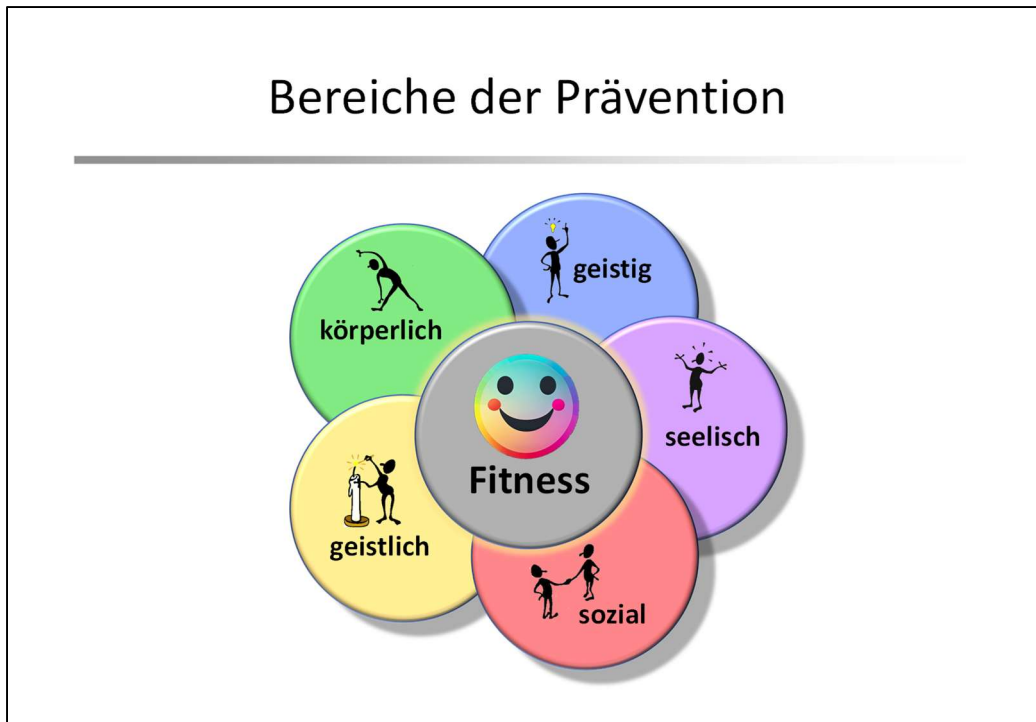 Bereiche der Prävention
geistig
körperlich
seelisch
Fitness
geistlich
sozial